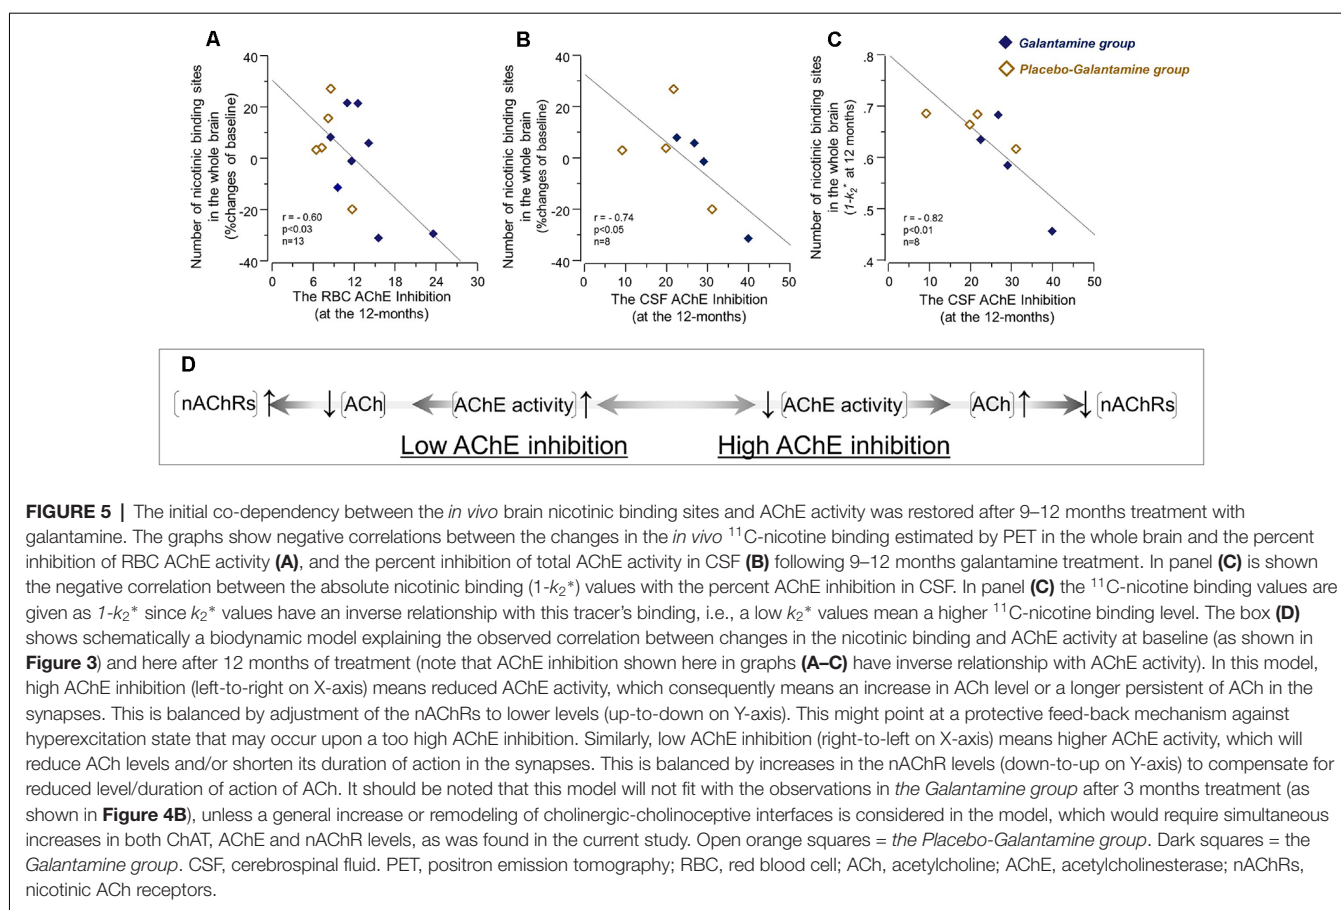 A
B
C
Galantamine group
Placebo-Galantamine group
Number of nicotinic binding sites
in the whole brain
(%changes of baseline)
40
20
0
-20
-40
r = - 0.60
p<0.03
n=13
0 6 12 18 24 30
The RBC AChE Inhibition
(at the 12-months)
Number of nicotinic binding sites
in the whole brain
(%changes of baseline)
40
20
0
-20
-40
r = - 0.74
p<0.05
n=8
0 10 20 30 40 50
The CSF AChE Inhibition
(at the 12-months)
Number of nicotinic binding sites
in the whole brain
(1-k2* at 12 months)
.8
.7
.6
.5
.4
r = - 0.82
p<0.01
n=8
0 10 20 30 40 50
The CSF AChE Inhibition
(at the 12-months)
D
[nAChRs] ↑ ↓ [ACh] [AChE activity] ↑ ↓ [AChE activity] [ACh] ↑ ↓ [nAChRs]
Low AChE inhibition High AChE inhibition
FIGURE 5 | The initial co-dependency between the in vivo brain nicotinic binding sites and AChE activity was restored after 9–12 months treatment with
galantamine. The graphs show negative correlations between the changes in the in vivo 11C-nicotine binding estimated by PET in the whole brain and the percent
inhibition of RBC AChE activity (A), and the percent inhibition of total AChE activity in CSF (B) following 9–12 months galantamine treatment. In panel (C) is shown
the negative correlation between the absolute nicotinic binding (1-k2*) values with the percent AChE inhibition in CSF. In panel (C) the 11C-nicotine binding values are
given as 1-k2* since k2* values have an inverse relationship with this tracer's binding, i.e., a low k2* values mean a higher 11C-nicotine binding level. The box (D)
shows schematically a biodynamic model explaining the observed correlation between changes in the nicotinic binding and AChE activity at baseline (as shown in
Figure 3) and here after 12 months of treatment (note that AChE inhibition shown here in graphs (A–C) have inverse relationship with AChE activity). In this model,
high AChE inhibition (left-to-right on X-axis) means reduced AChE activity, which consequently means an increase in ACh level or a longer persistent of ACh in the
synapses. This is balanced by adjustment of the nAChRs to lower levels (up-to-down on Y-axis). This might point at a protective feed-back mechanism against
hyperexcitation state that may occur upon a too high AChE inhibition. Similarly, low AChE inhibition (right-to-left on X-axis) means higher AChE activity, which will
reduce ACh levels and/or shorten its duration of action in the synapses. This is balanced by increases in the nAChR levels (down-to-up on Y-axis) to compensate for
reduced level/duration of action of ACh. It should be noted that this model will not fit with the observations in the Galantamine group after 3 months treatment (as
shown in Figure 4B), unless a general increase or remodeling of cholinergic-cholinoceptive interfaces is considered in the model, which would require simultaneous
increases in both ChAT, AChE and nAChR levels, as was found in the current study. Open orange squares = the Placebo-Galantamine group. Dark squares = the
Galantamine group. CSF, cerebrospinal fluid. PET, positron emission tomography; RBC, red blood cell; ACh, acetylcholine; AChE, acetylcholinesterase; nAChRs,
nicotinic ACh receptors.